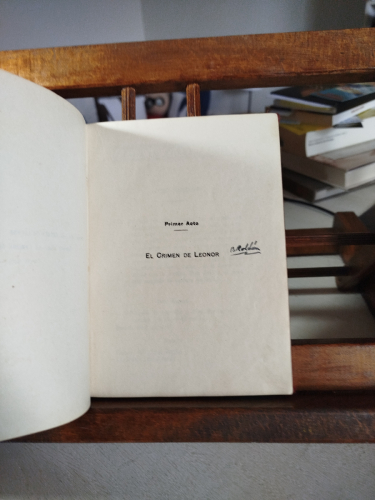 Primer Acto
El Crimen de Leonor